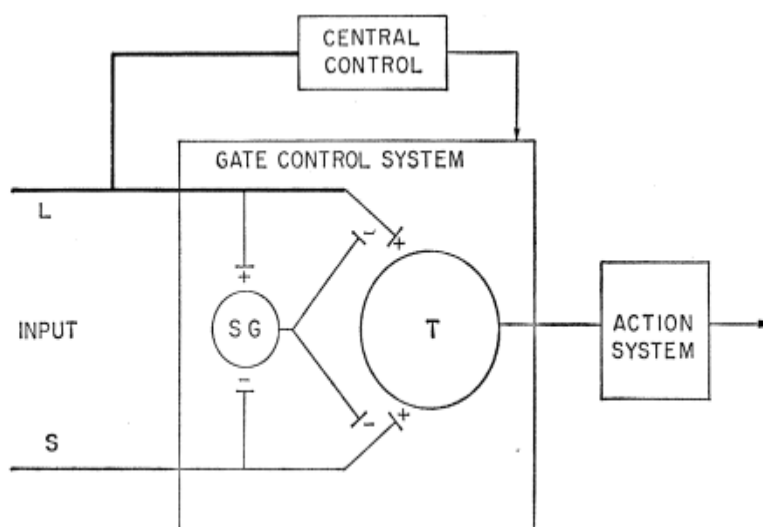 CENTRAL
CONTROL
GATE CONTROL SYSTEM
L
+
-
+
SG
T
INPUT
ACTION
SYSTEM
-
-
+
S